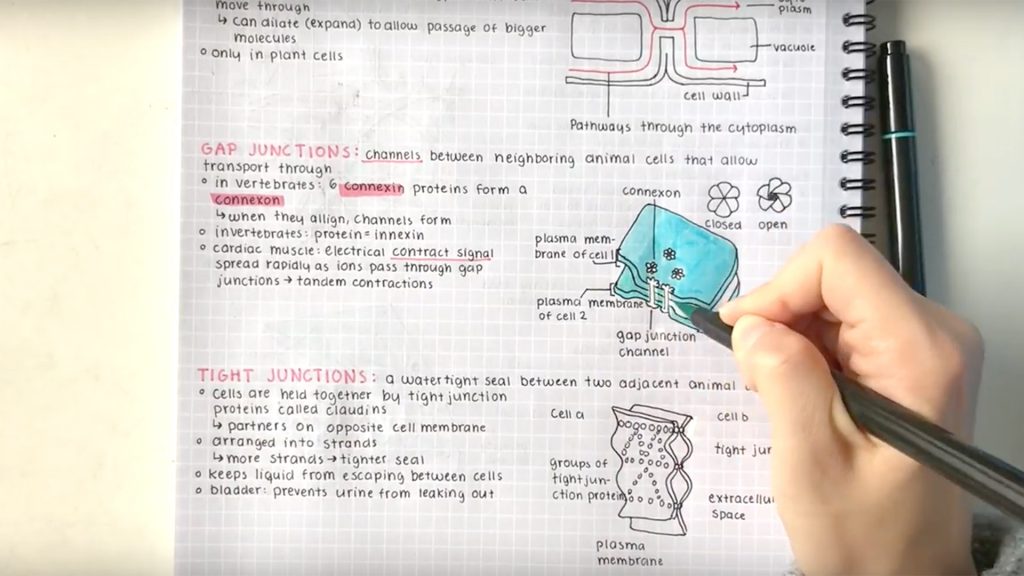 move through
↳ can dilate (expand) to allow passage of bigger
molecules
° only in plant cells
plasm
vacuole
cell wall
Pathways through the cytoplasm
GAP JUNCTIONS: channels between neighboring animal cells that allow
transport through
° in vertebrates: 6 connexin proteins form a
connexon
↳ when they allign, channels form
° invertebrates: protein = innexin
° cardiac muscle: electrical contract signal
spread rapidly as ions pass through gap
junctions → tandem contractions
connexon
closed
open
plasma mem-
brane of cell 1
plasma membrane
of cell 2
gap junction
channel
TIGHT JUNCTIONS: a watertight seal between two adjacent animal
° cells are held together by tight junction
proteins called claudins
↳ partners on opposite cell membrane
° arranged into strands
↳ more strands → tighter seal
° keeps liquid from escaping between cells
° bladder: prevents urine from leaking out
cell a
cell b
tight jun
groups of
tight jun-
ction protein
extracellu
space
plasma
membrane